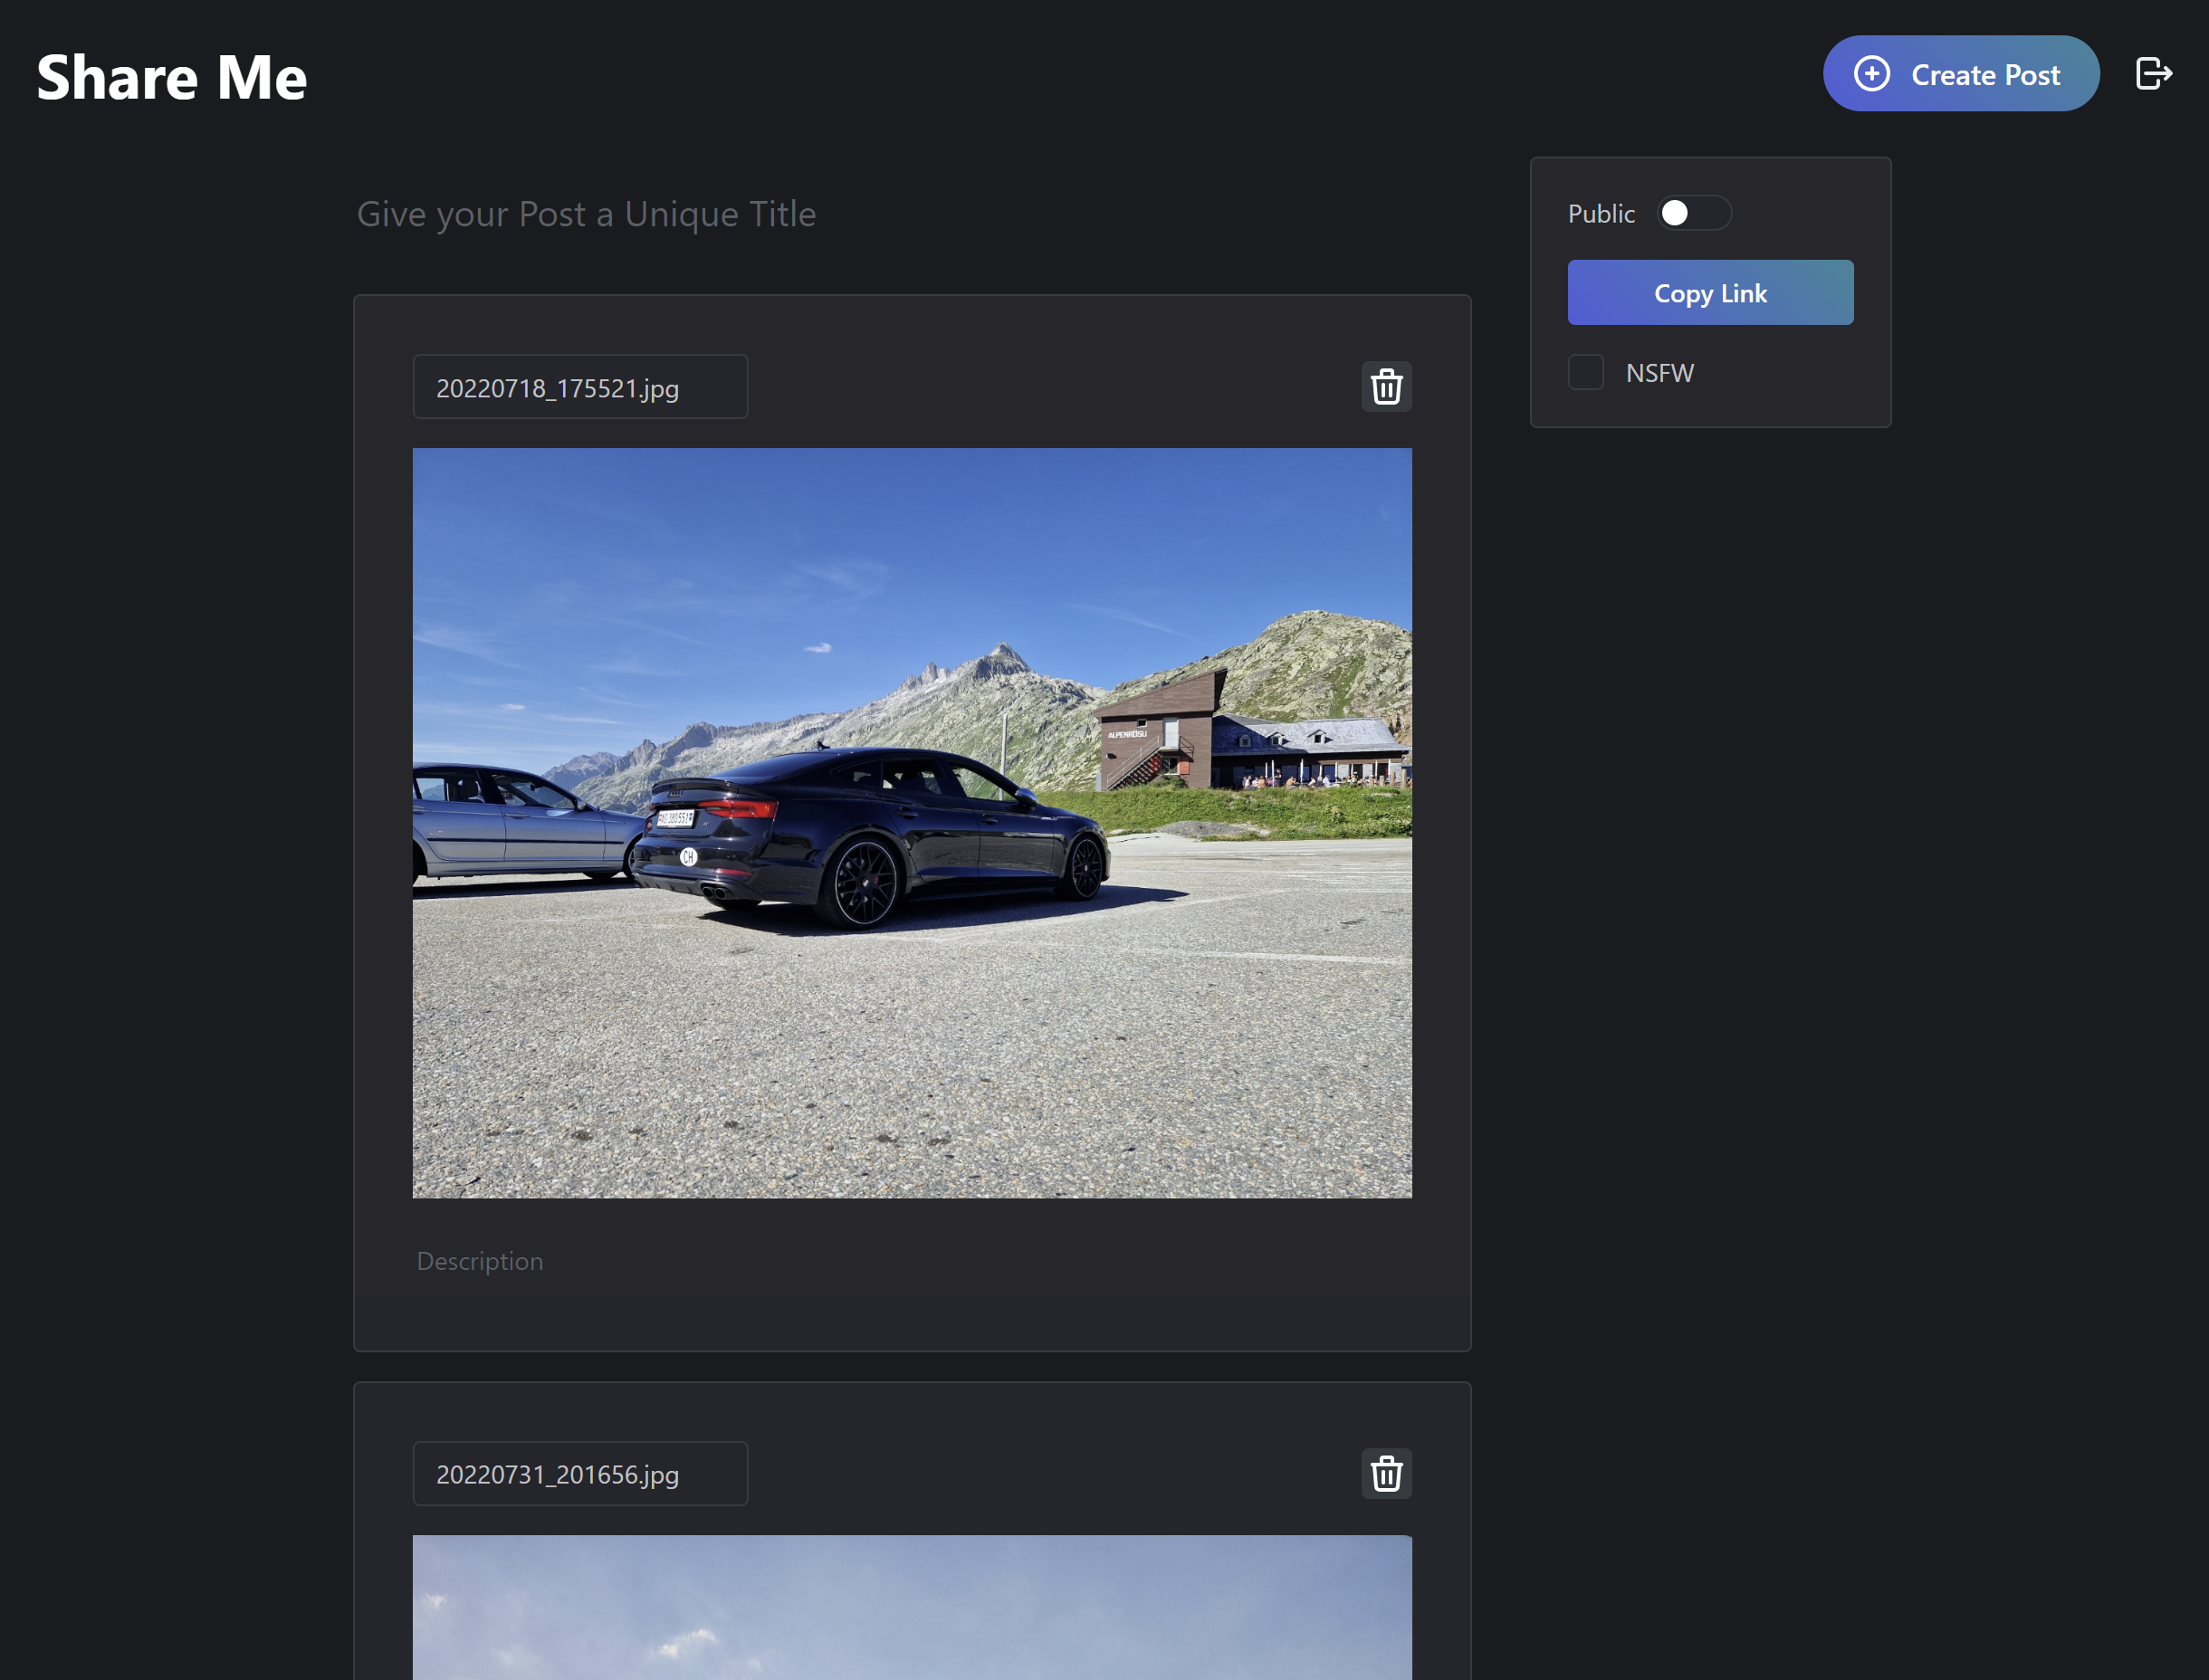 Share Me
Create Post
Give your Post a Unique Title
Public
Copy Link
NSFW
20220718_175521.jpg
ALPENRÖSLI
CH
Description
20220731_201656.jpg